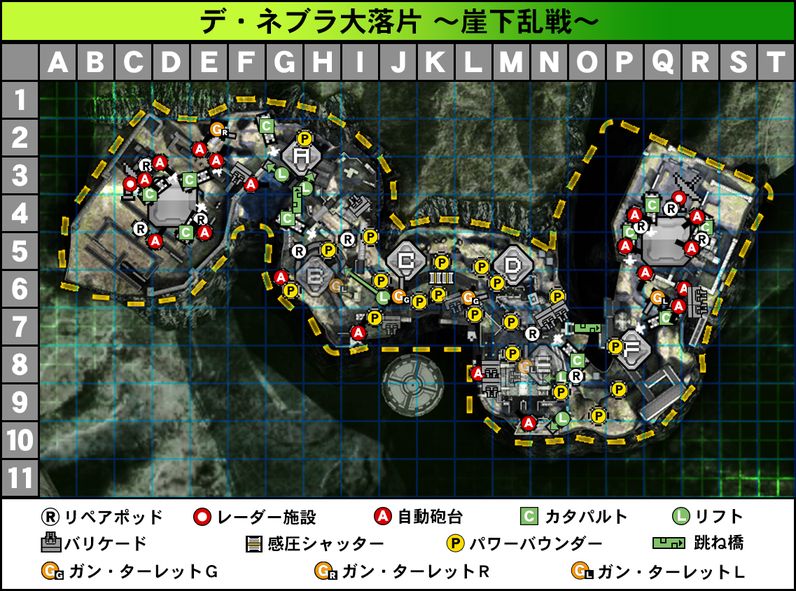 デ・ネブラ大落片 ～崖下乱戦～
A B C D E F G H I J K L M N O P Q R S T
1
2
3
4
5
6
7
8
9
10
11
A
B
C
D
E
F
R リペアポッド
レーダー施設
A 自動砲台
C カタパルト
L リフト
バリケード
感圧シャッター
P パワーバウンダー
跳ね橋
G G ガン・ターレットG
G R ガン・ターレットR
G L ガン・ターレットL